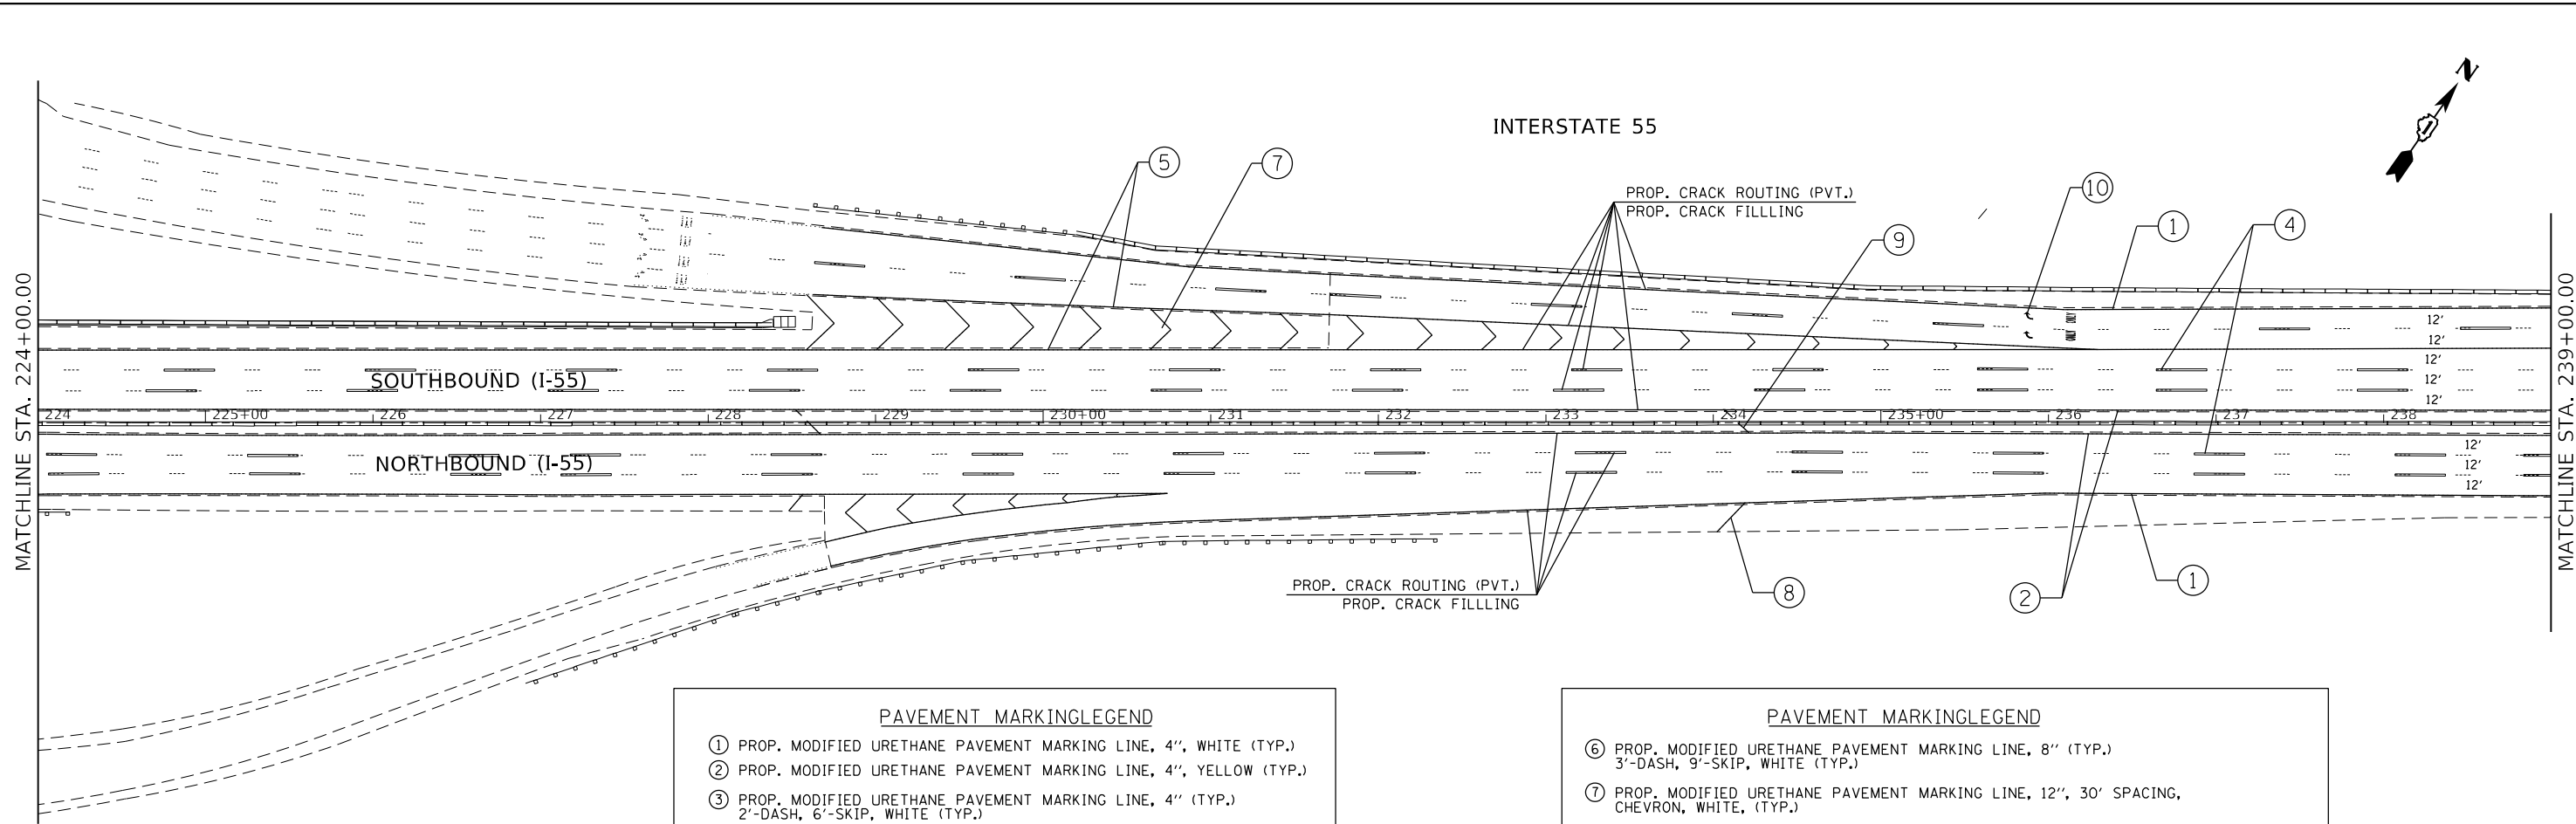 INTERSTATE 55
N
1
5
7
PROP. CRACK ROUTING (PVT.)
PROP. CRACK FILLLING
9
10
1
4
MATCHLINE STA. 224+00.00
MATCHLINE STA. 239+00.00
12'
12'
12'
12'
12'
SOUTHBOUND (I-55)
224 225+00 226 227 228 229 230+00 231 232 233 234 235+00 236 237 238
NORTHBOUND (I-55)
12'
12'
12'
PROP. CRACK ROUTING (PVT.)
PROP. CRACK FILLLING
8
2
1
PAVEMENT MARKINGLEGEND
1 PROP. MODIFIED URETHANE PAVEMENT MARKING LINE, 4", WHITE (TYP.)
2 PROP. MODIFIED URETHANE PAVEMENT MARKING LINE, 4", YELLOW (TYP.)
3 PROP. MODIFIED URETHANE PAVEMENT MARKING LINE, 4" (TYP.)
2'-DASH, 6'-SKIP, WHITE (TYP.)
PAVEMENT MARKINGLEGEND
6 PROP. MODIFIED URETHANE PAVEMENT MARKING LINE, 8" (TYP.)
3'-DASH, 9'-SKIP, WHITE (TYP.)
7 PROP. MODIFIED URETHANE PAVEMENT MARKING LINE, 12", 30' SPACING,
CHEVRON, WHITE, (TYP.)